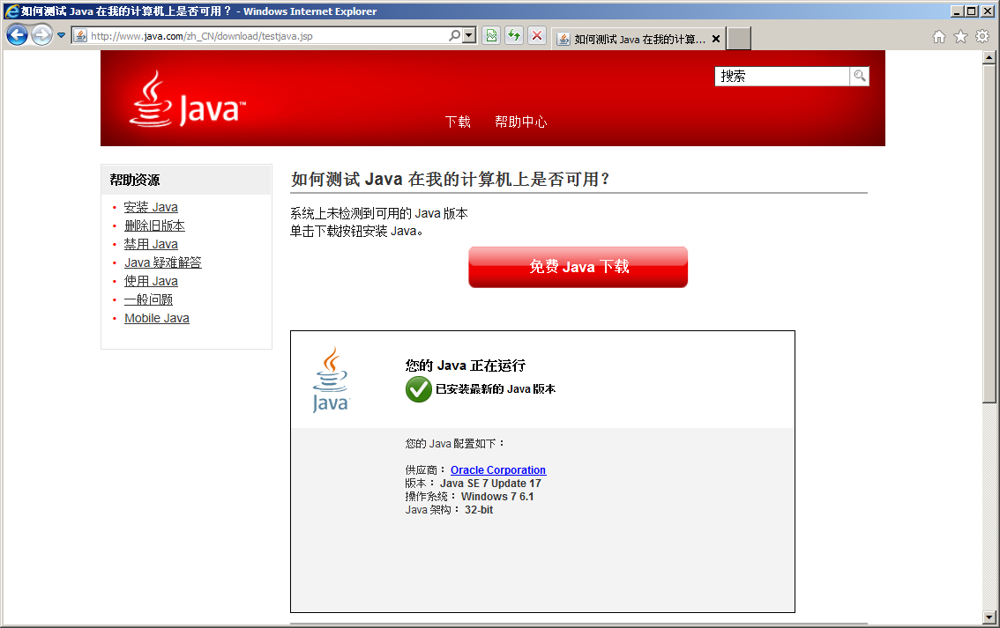 如何测试 Java 在我的计算机上是否可用？ - Windows Internet Explorer
http://www.java.com/zh_CN/download/testjava.jsp
如何测试 Java 在我的计算...
搜索
Java™
下载
帮助中心
帮助资源
安装 Java
删除旧版本
禁用 Java
Java 疑难解答
使用 Java
一般问题
Mobile Java
如何测试 Java 在我的计算机上是否可用？
系统上未检测到可用的 Java 版本
单击下载按钮安装 Java。
免费 Java 下载
Java
您的 Java 正在运行
已安装最新的 Java 版本
您的 Java 配置如下：
供应商： Oracle Corporation
版本： Java SE 7 Update 17
操作系统： Windows 7 6.1
Java 架构： 32-bit